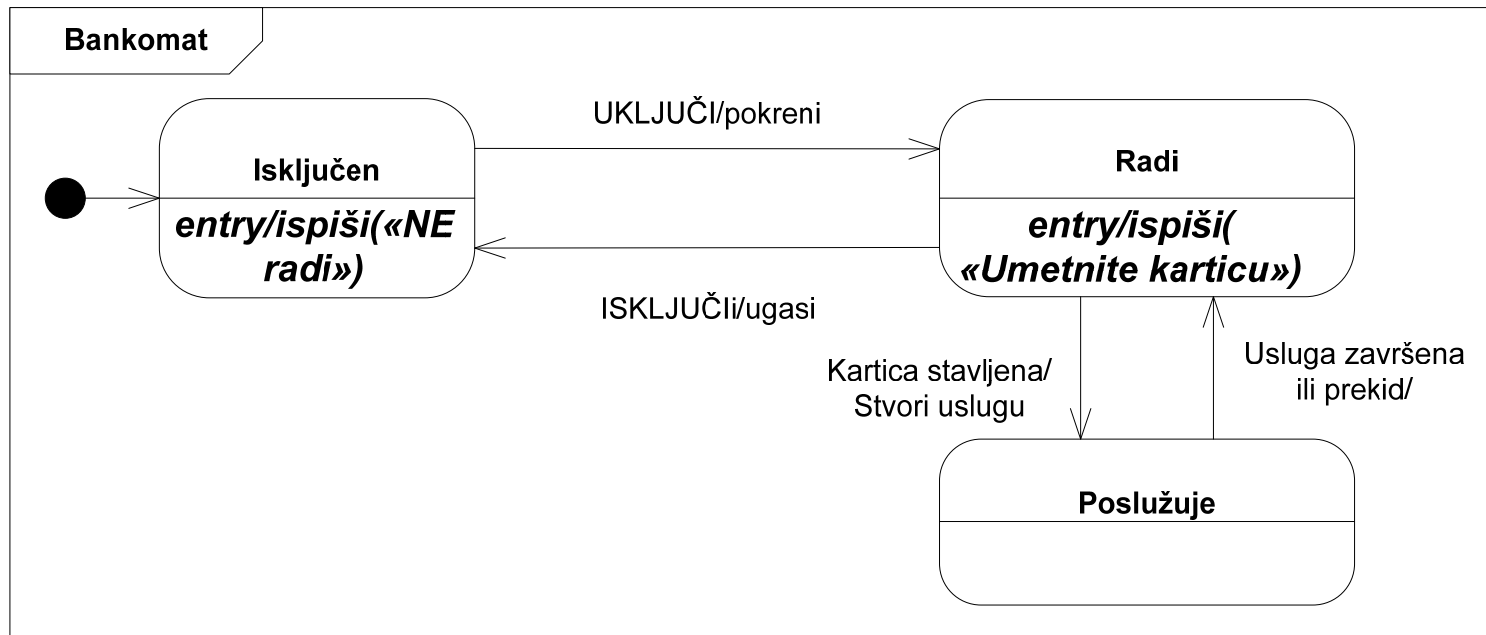 Bankomat
UKLJUČI/pokreni
Isključen
entry/ispiši(«NE
radi»)
Radi
entry/ispiši(
«Umetnite karticu»)
ISKLJUČIi/ugasi
Kartica stavljena/
Stvori uslugu
Usluga završena
ili prekid/
Poslužuje